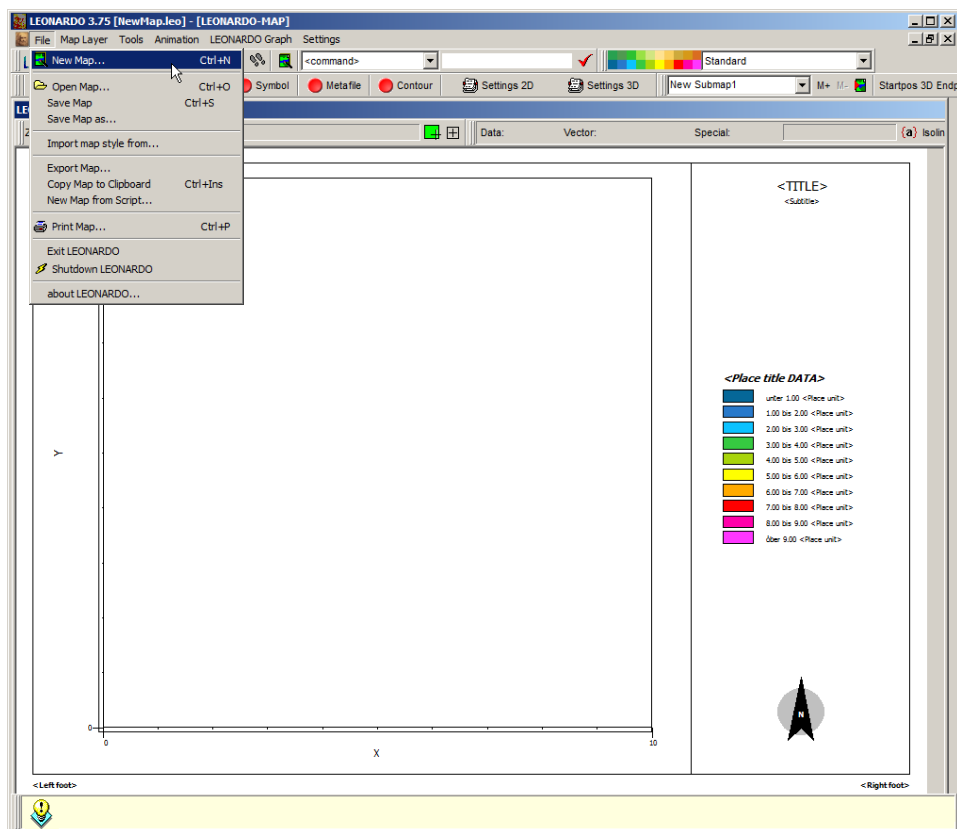 LEONARDO 3.75 [NewMap.leo] - [LEONARDO-MAP]
File Map Layer Tools Animation LEONARDO Graph Settings
New Map... Ctrl+N
<command>
Standard
Open Map... Ctrl+O
Symbol Metafile Contour Settings 2D Settings 3D New Submap1 M+ M- Startpos 3D Endp
Save Map Ctrl+S
Save Map as...
Data: Vector: Special: {a} Isolin
Import map style from...
Export Map...
Copy Map to Clipboard Ctrl+Ins
New Map from Script...
Print Map... Ctrl+P
Exit LEONARDO
Shutdown LEONARDO
about LEONARDO...
<TITLE>
<Subtitle>
<Place title DATA>
unter 1.00 <Place unit>
1.00 bis 2.00 <Place unit>
2.00 bis 3.00 <Place unit>
3.00 bis 4.00 <Place unit>
4.00 bis 5.00 <Place unit>
5.00 bis 6.00 <Place unit>
6.00 bis 7.00 <Place unit>
7.00 bis 8.00 <Place unit>
8.00 bis 9.00 <Place unit>
öber 9.00 <Place unit>
Y
N
0
0 10
X
<Left foot> <Right foot>